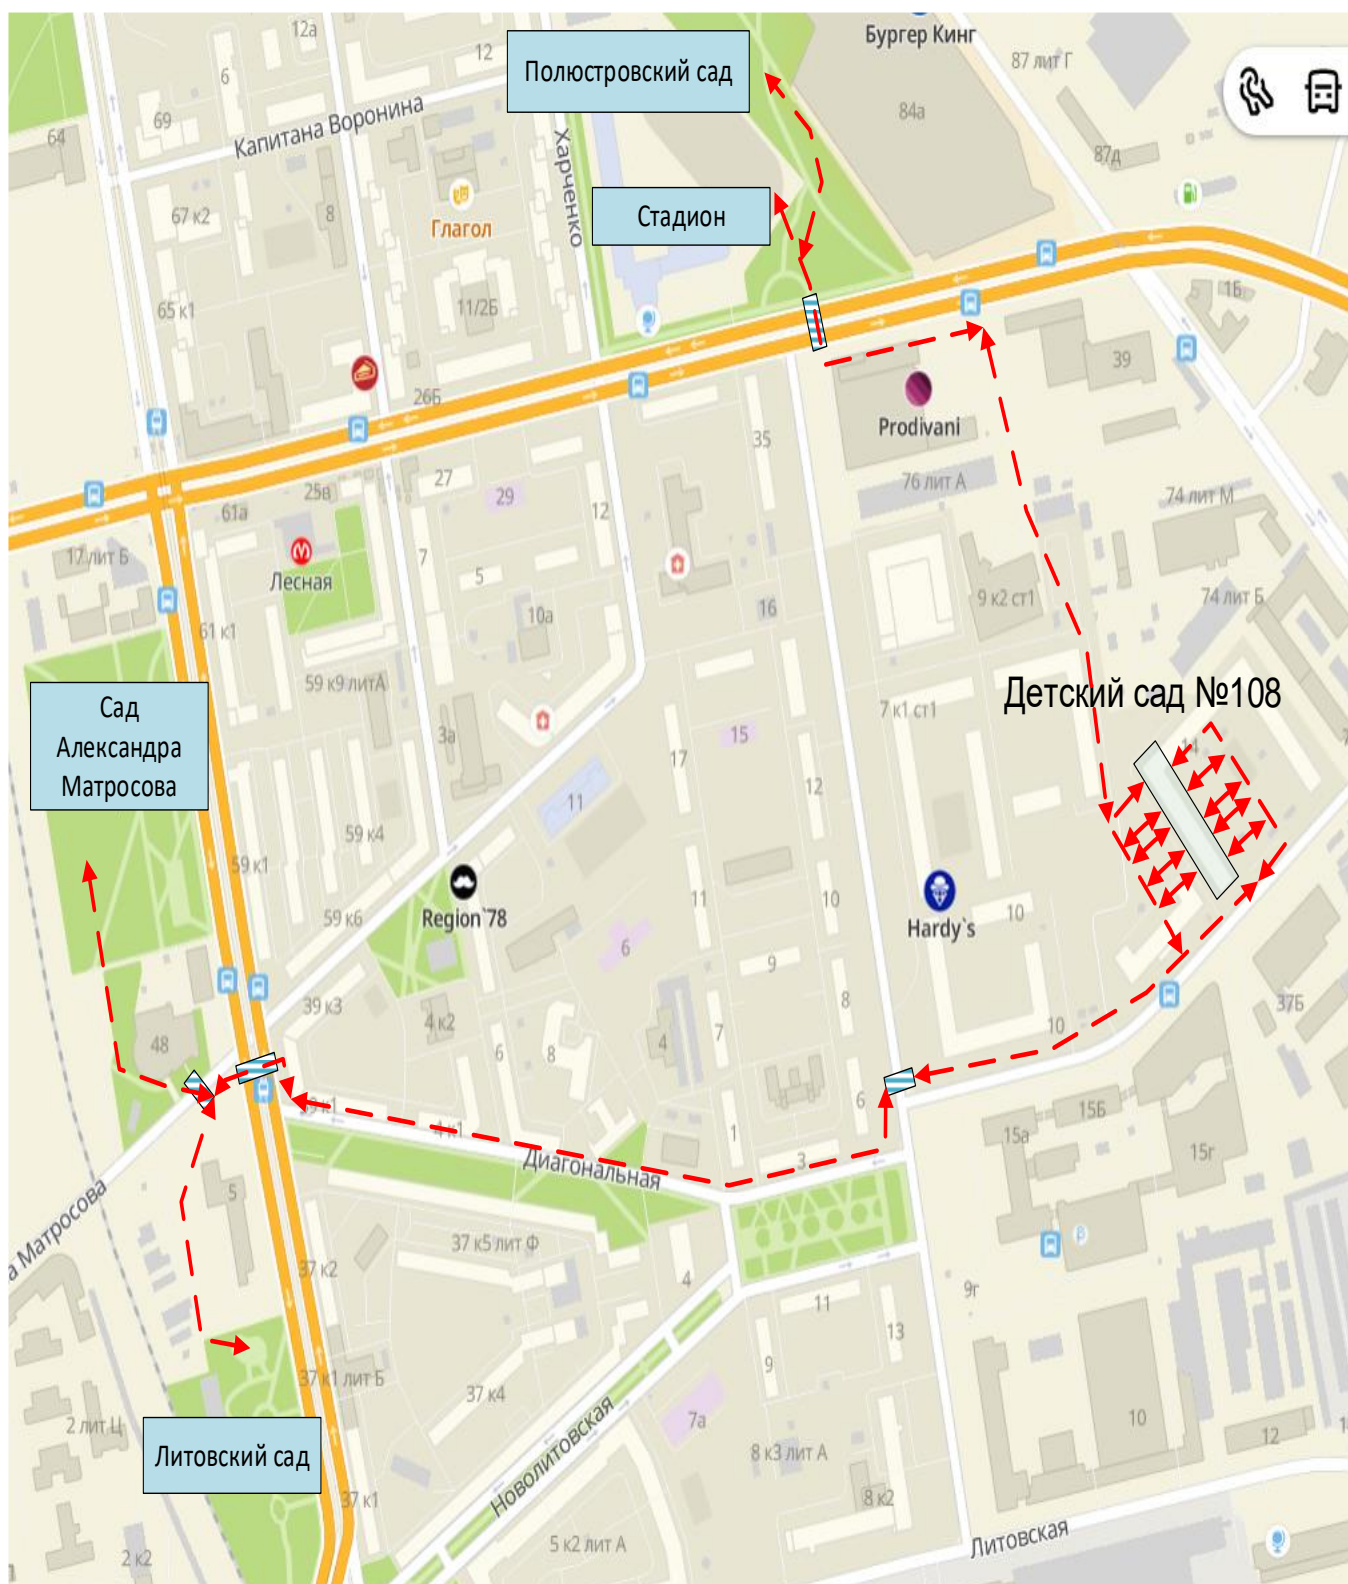 Бургер Кинг
12а
12
6
Полюстровский сад
87 лит Г
84а
69
64
Капитана Воронина
Харченко
87д
67 к2
8
Глагол
Стадион
65 к1
11/2Б
1Б
39
26Б
Prodivani
35
27
25в
29
12
61а
76 лит А
74 лит М
17 лит Б
Лесная
7
5
10а
16
9 к2 ст1
74 лит Б
61 к1
59 к9 литА
Детский сад №108
Сад
Александра
Матросова
7 к1 ст1
3а
15
17
14
12
11
59 к4
59 к1
Region`78
11
10
59 к6
Hardy`s
10
6
9
8
39 к3
4 к2
37Б
10
7
48
6
8
4
6
39 к1
4 к1
1
15Б
15а
15г
3
Диагональная
5
а Матросова
37 к5 лит Ф
37 к2
4
9г
11
13
9
37 к1 лит Б
37 к4
7а
2 лит Ц
10
12
Литовский сад
8 к3 лит А
Новолитовская
37 к1
8 к2
5 к2 лит А
Литовская
2 к2